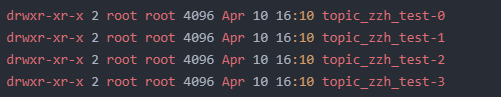 drwxr-xr-x 2 root root 4096 Apr 10 16:10 topic_zzh_test-0
drwxr-xr-x 2 root root 4096 Apr 10 16:10 topic_zzh_test-1
drwxr-xr-x 2 root root 4096 Apr 10 16:10 topic_zzh_test-2
drwxr-xr-x 2 root root 4096 Apr 10 16:10 topic_zzh_test-3